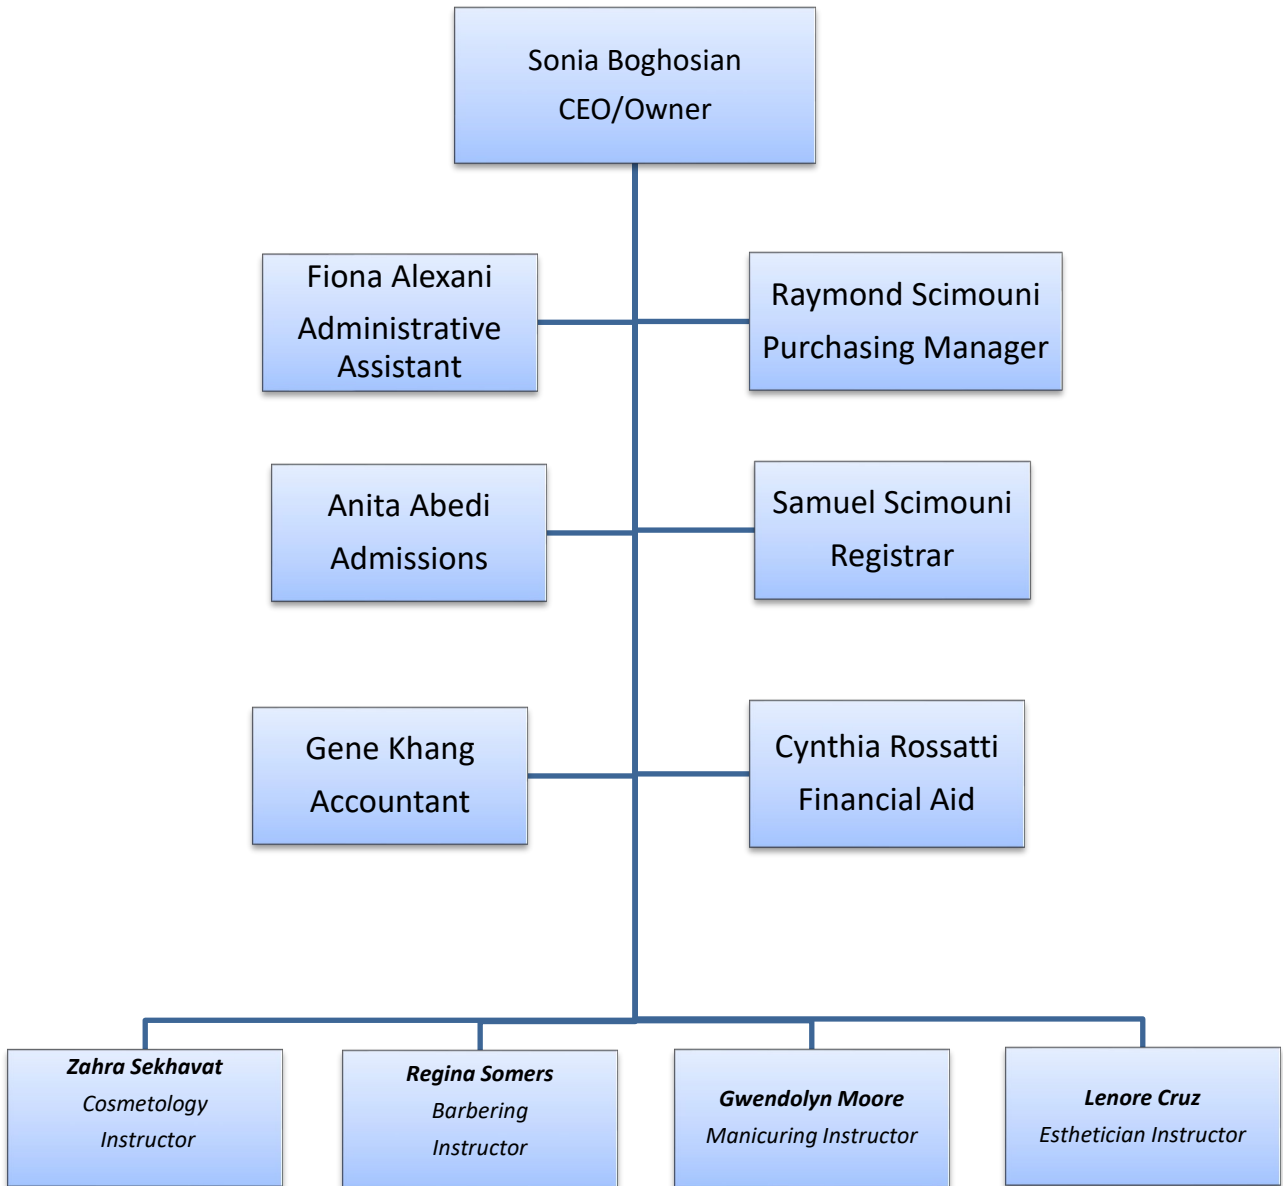 Sonia Boghosian
CEO/Owner
Fiona Alexani
Administrative
Assistant
Raymond Scimouni
Purchasing Manager
Anita Abedi
Admissions
Samuel Scimouni
Registrar
Gene Khang
Accountant
Cynthia Rossatti
Financial Aid
Zahra Sekhavat
Cosmetology
Instructor
Regina Somers
Barbering
Instructor
Gwendolyn Moore
Manicuring Instructor
Lenore Cruz
Esthetician Instructor